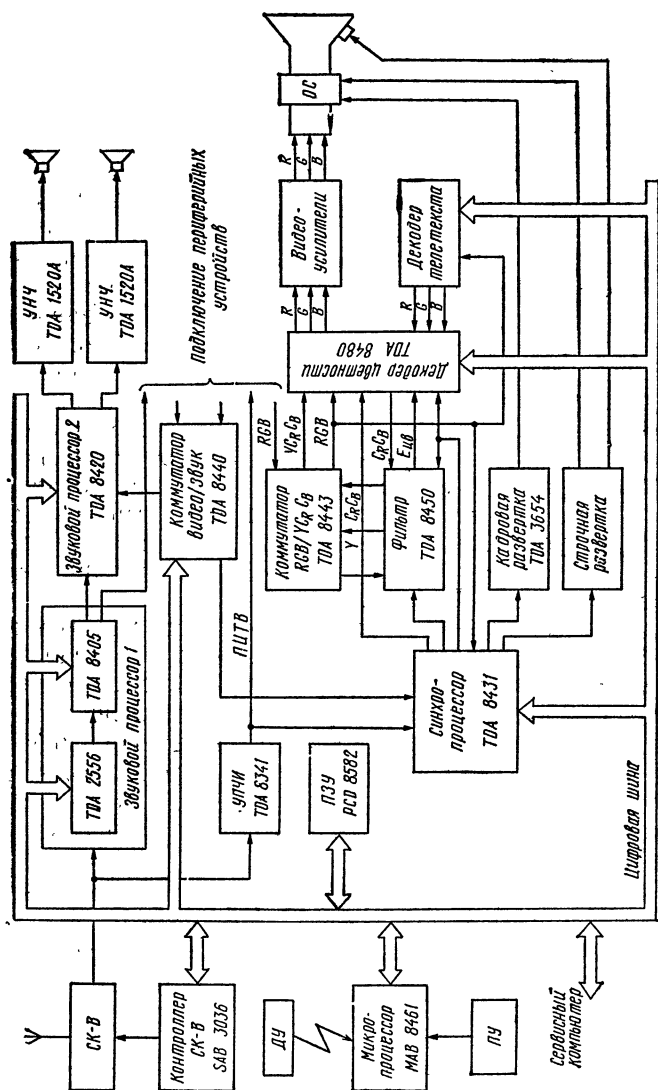 СК-В
Контроллер
СК-В
SAB 3036
ДУ
Микро-
процессор
MAB 8461
ПУ
Сервисный
компьютер
TDA 2556
TDA 8405
Звуковой процессор 1
УПЧИ
TDA 8341
ПЗУ
PCD 8582
Цифровая шина
Звуковой процессор 2
TDA 8420
Коммутатор
видео/звук
TDA 8440
ПЦТВ
Синхро-
процессор
TDA 8431
УНЧ
TDA 1520A
УНЧ
TDA 1520A
подключение периферийных
устройств
RGB
YCRCB
RGB
Коммутатор
RGB/YCRCB
TDA 8443
Y
CRCB
Фильтр
TDA 8450
CRCB
Eцв
Кадровая
развертка
TDA 3654
Строчная
развертка
Декодер цветности
TDA 8480
R
G
B
Видео-
усилители
R
G
B
R
G
B
Декодер
телетекста
ОС